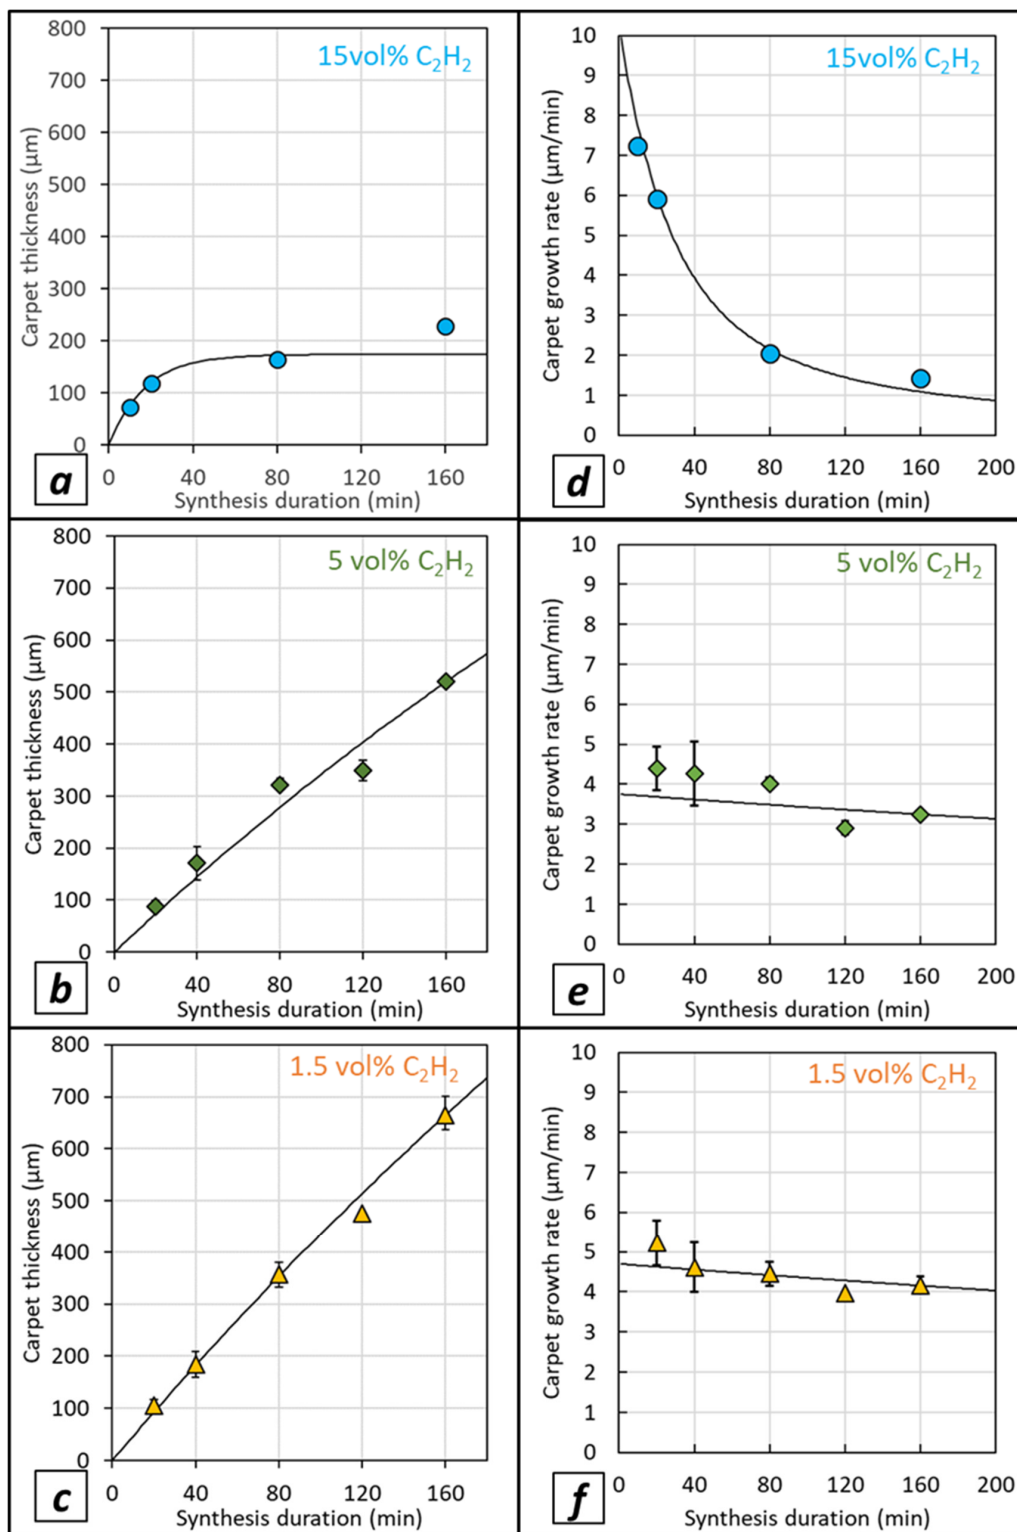 15vol% C₂H₂
Carpet thickness (µm)
800
700
600
500
400
300
200
100
0
0 40 80 120 160
Synthesis duration (min)
a
15vol% C₂H₂
Carpet growth rate (µm/min)
10
9
8
7
6
5
4
3
2
1
0
0 40 80 120 160 200
Synthesis duration (min)
d
5 vol% C₂H₂
Carpet thickness (µm)
800
700
600
500
400
300
200
100
0
0 40 80 120 160
Synthesis duration (min)
b
5 vol% C₂H₂
Carpet growth rate (µm/min)
10
9
8
7
6
5
4
3
2
1
0
0 40 80 120 160 200
Synthesis duration (min)
e
1.5 vol% C₂H₂
Carpet thickness (µm)
800
700
600
500
400
300
200
100
0
0 40 80 120 160
Synthesis duration (min)
c
1.5 vol% C₂H₂
Carpet growth rate (µm/min)
10
9
8
7
6
5
4
3
2
1
0
0 40 80 120 160 200
Synthesis duration (min)
f